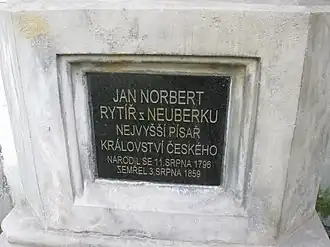 JAN NORBERT
RYTÍŘ z NEUBERKU
NEJVYŠŠÍ PÍSAŘ
KRÁLOVSTVÍ ČESKÉHO
NARODIL SE 11. SRPNA 1796
ZEMŘEL 3. SRPNA 1859